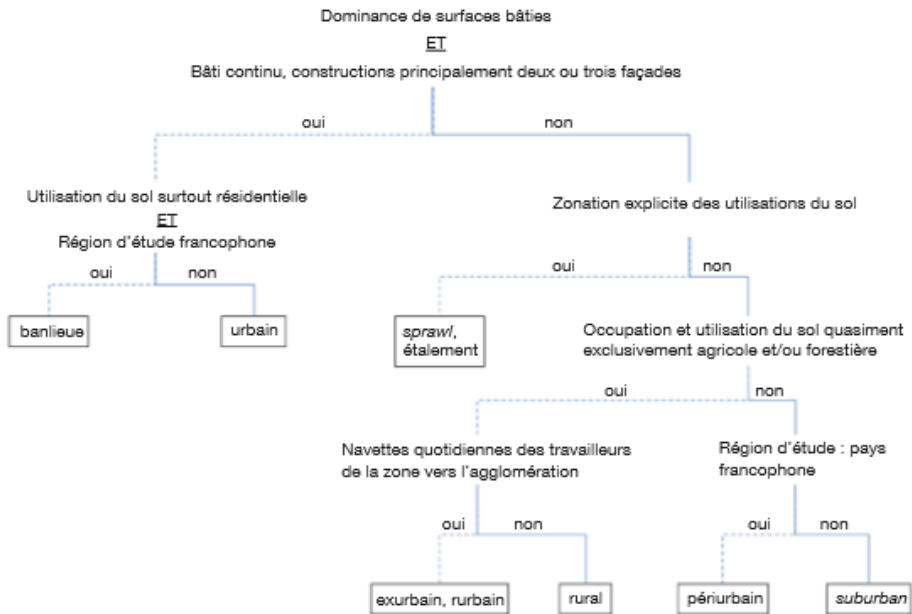 Dominance de surfaces bâties
ET
Bâti continu, constructions principalement deux ou trois façades
oui
non
Utilisation du sol surtout résidentielle
ET
Région d'étude francophone
Zonation explicite des utilisations du sol
oui
non
oui
non
banlieue
urbain
sprawl,
étalement
Occupation et utilisation du sol quasiment
exclusivement agricole et/ou forestière
oui
non
Navettes quotidiennes des travailleurs
de la zone vers l'agglomération
Région d'étude : pays
francophone
oui
non
oui
non
exurbain, rurbain
rural
périurbain
suburban